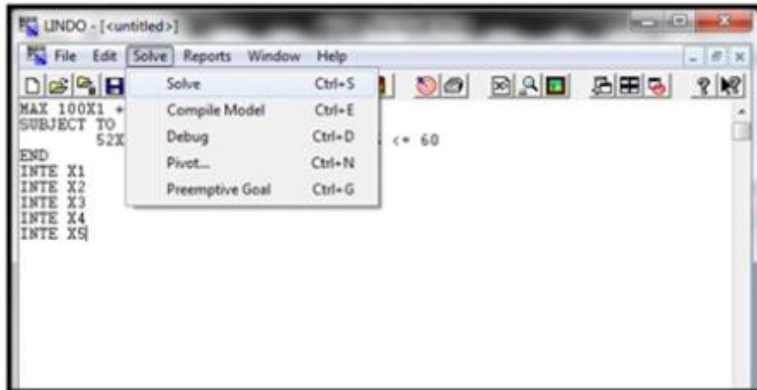 LINDO - [<untitled>]
File Edit Solve Reports Window Help
Solve Ctrl+S
Compile Model Ctrl+E
Debug Ctrl+D
Pivot... Ctrl+N
Preemptive Goal Ctrl+G
MAX 100X1 +
SUBJECT TO
52X <= 60
END
INTE X1
INTE X2
INTE X3
INTE X4
INTE X5